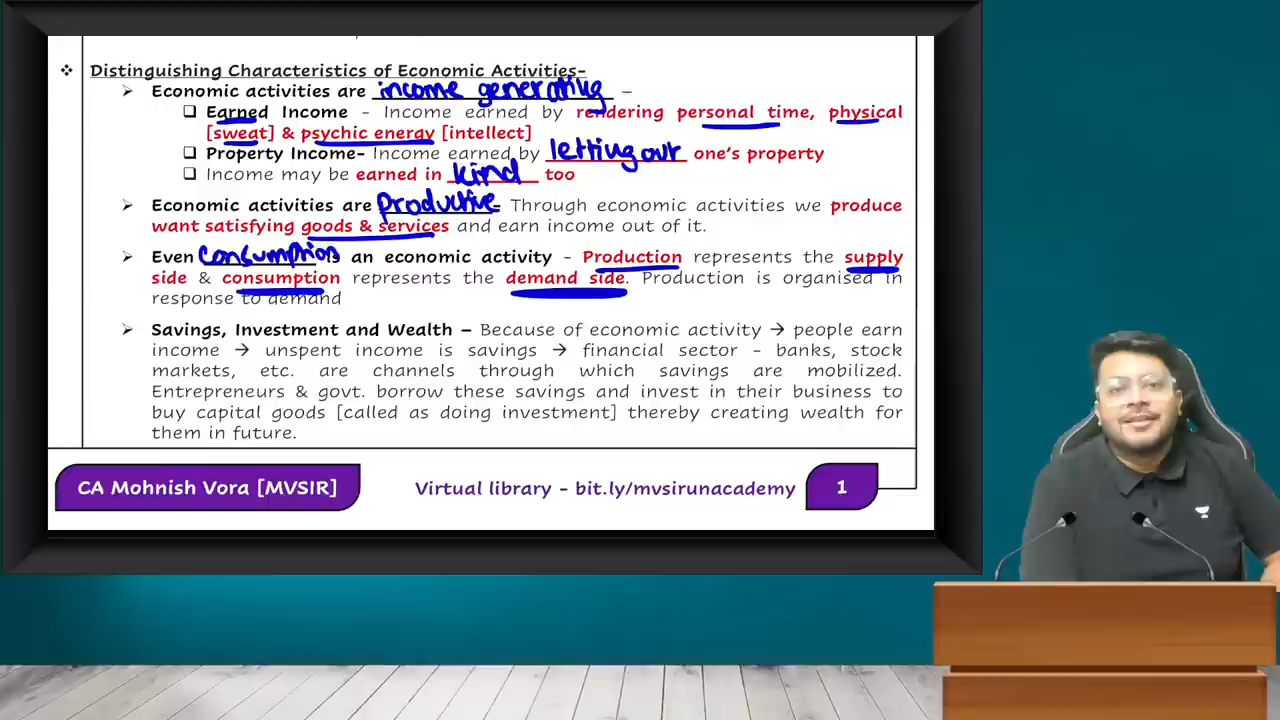 ❖ Distinguishing Characteristics of Economic Activities-
➤ Economic activities are income generating –
❑ Earned Income - Income earned by rendering personal time, physical
[sweat] & psychic energy [intellect]
❑ Property Income- Income earned by letting out one's property
❑ Income may be earned in kind too
➤ Economic activities are productive - Through economic activities we produce
want satisfying goods & services and earn income out of it.
➤ Even consumption is an economic activity - Production represents the supply
side & consumption represents the demand side. Production is organised in
response to demand
➤ Savings, Investment and Wealth – Because of economic activity → people earn
income → unspent income is savings → financial sector - banks, stock
markets, etc. are channels through which savings are mobilized.
Entrepreneurs & govt. borrow these savings and invest in their business to
buy capital goods [called as doing investment] thereby creating wealth for
them in future.
CA Mohnish Vora [MVSIR] Virtual library - bit.ly/mvsirunacademy 1